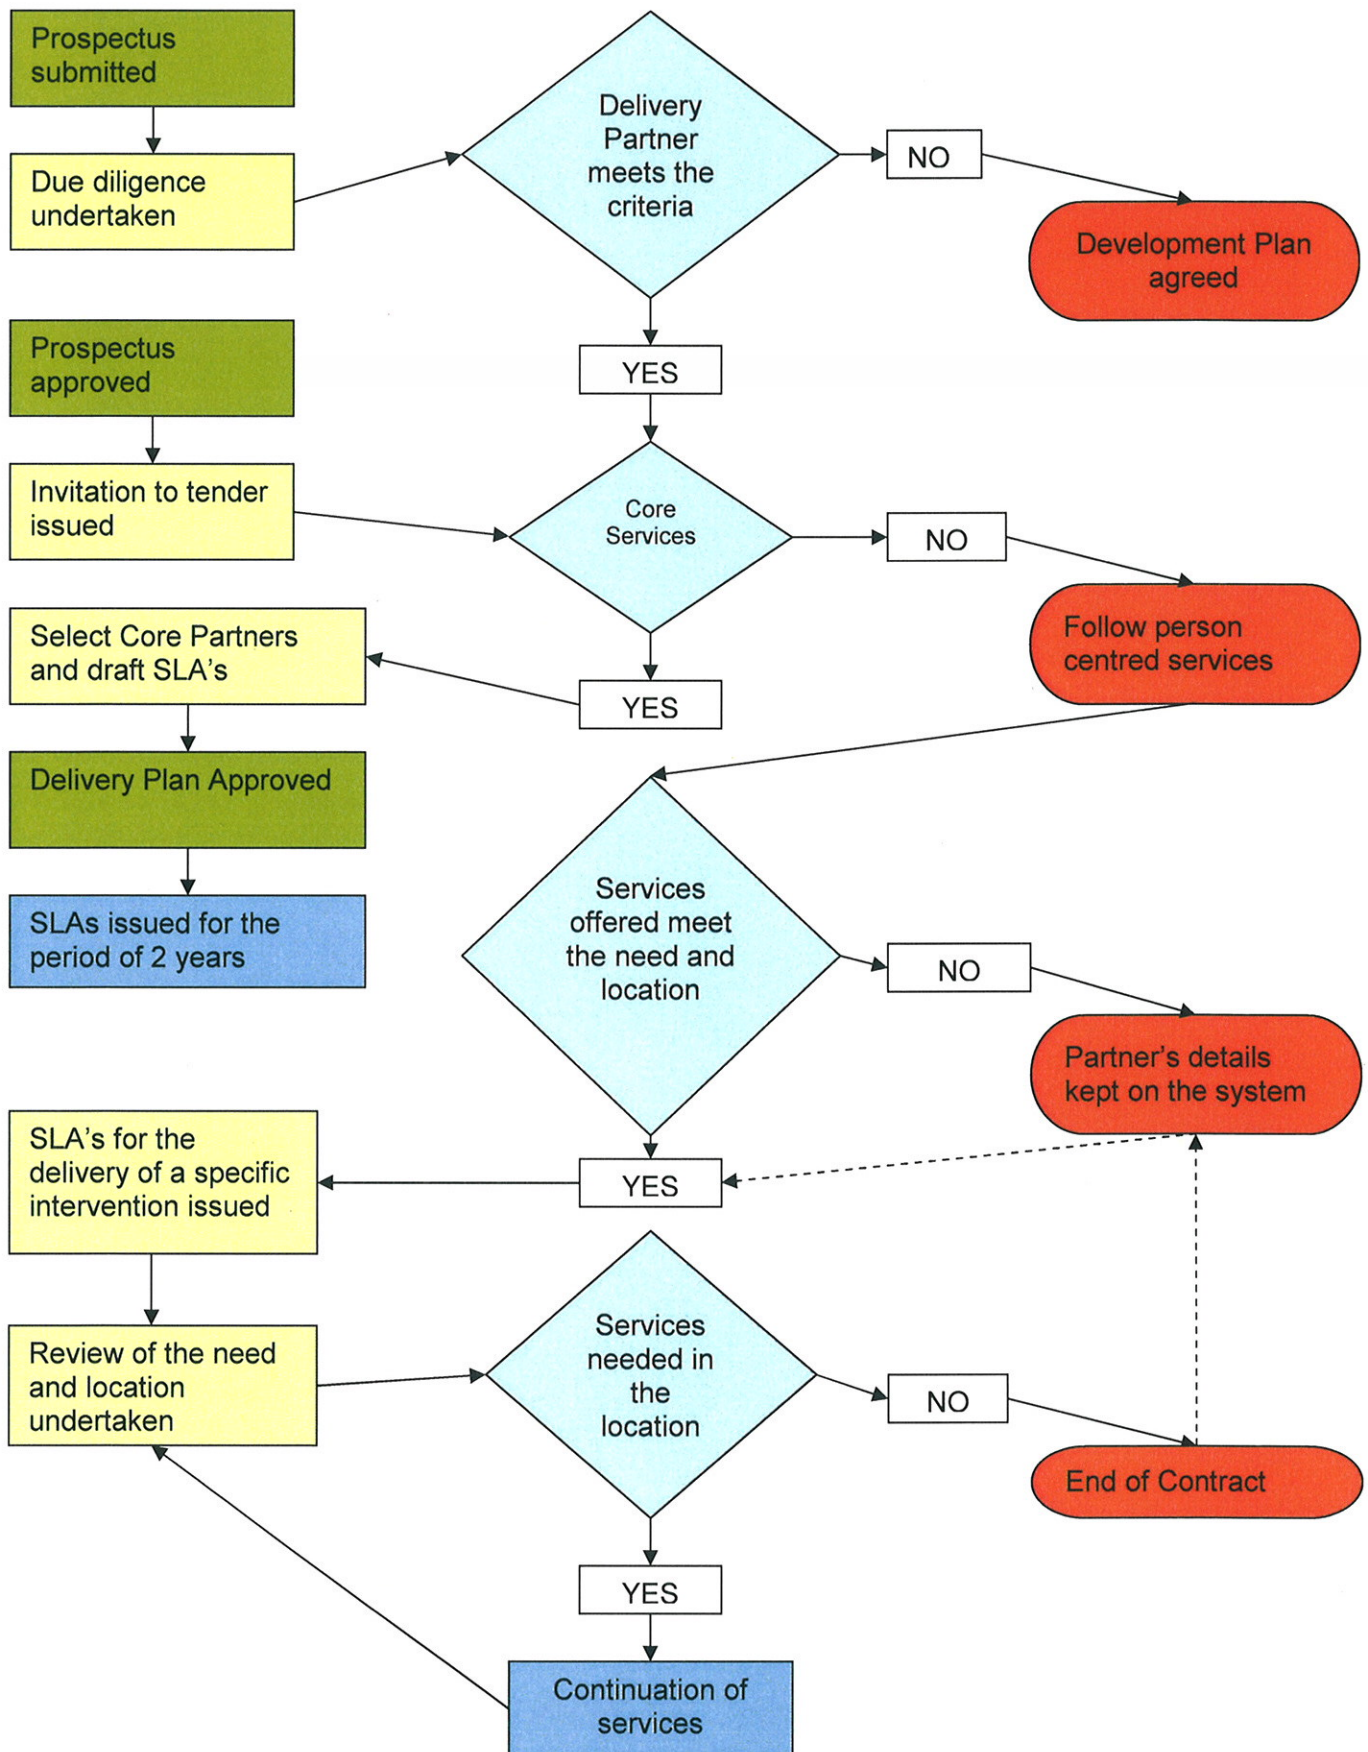 Prospectus
submitted
Delivery
Partner
meets the
criteria
NO
Due diligence
undertaken
Development Plan
agreed
Prospectus
approved
YES
Invitation to tender
issued
Core
Services
NO
Select Core Partners
and draft SLA's
YES
Follow person
centred services
Delivery Plan Approved
SLAs issued for the
period of 2 years
Services
offered meet
the need and
location
NO
Partner's details
kept on the system
SLA's for the
delivery of a specific
intervention issued
YES
Review of the need
and location
undertaken
Services
needed in
the
location
NO
End of Contract
YES
Continuation of
services